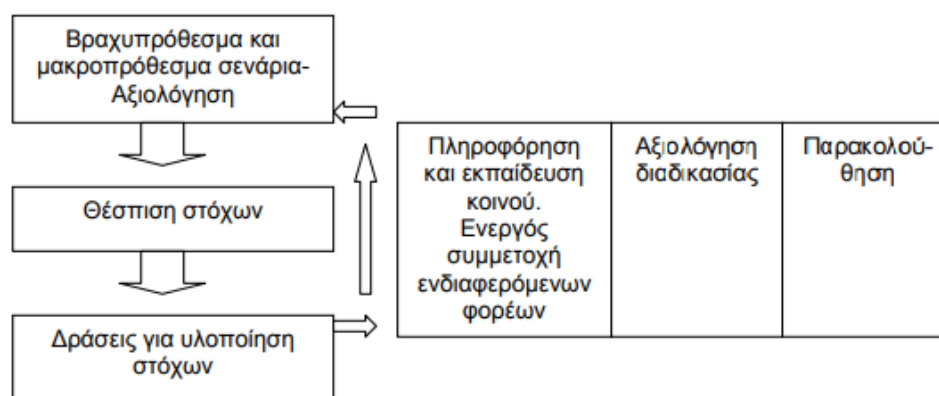 Βραχυπρόθεσμα και
μακροπρόθεσμα σενάρια-
Αξιολόγηση
Θέσπιση στόχων
Δράσεις για υλοποίηση
στόχων
Πληροφόρηση
και εκπαίδευση
κοινού.
Ενεργός
συμμετοχή
ενδιαφερόμενων
φορέων
Αξιολόγηση
διαδικασίας
Παρακολού-
θηση